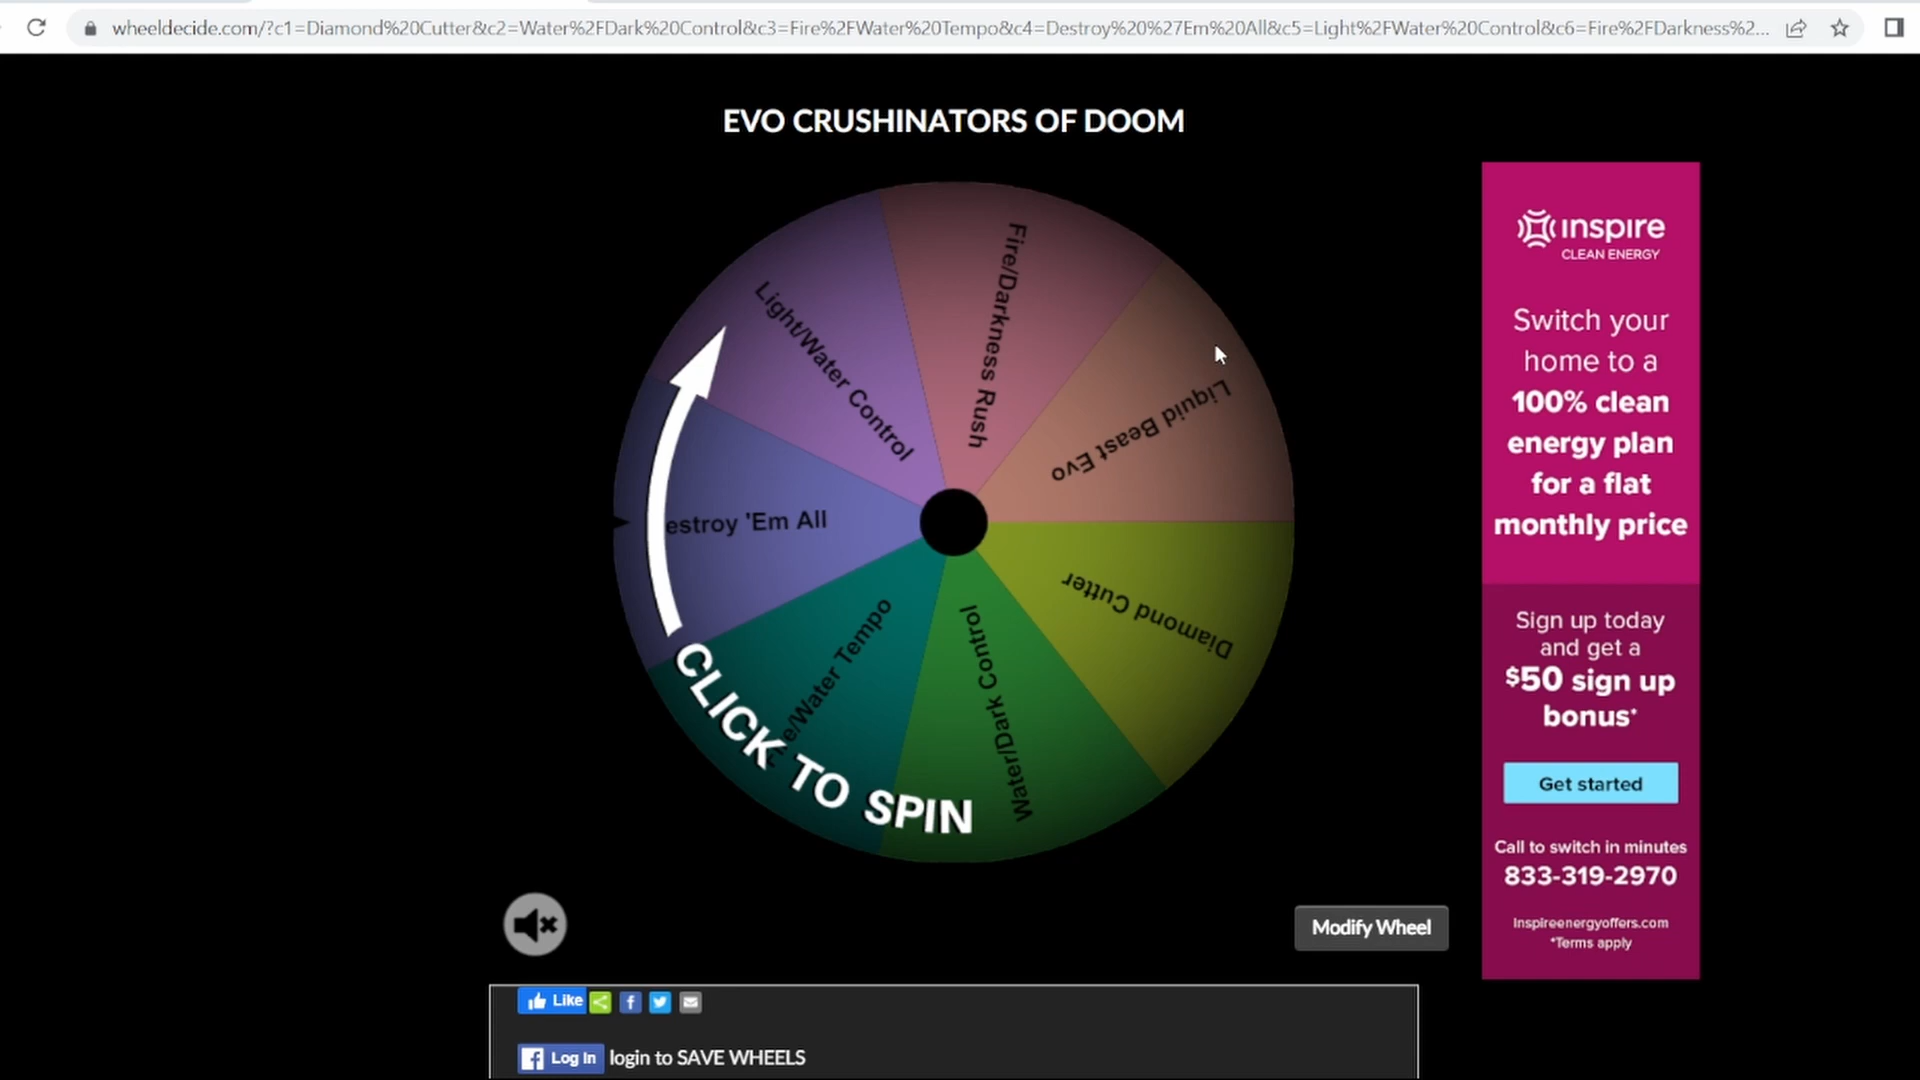 wheeldecide.com/?c1=Diamond%20Cutter&c2=Water%2FDark%20Control&c3=Fire%2FWater%20Tempo&c4=Destroy%20%27Em%20All&c5=Light%2FWater%20Control&c6=Fire%2FDarkness%2...
EVO CRUSHINATORS OF DOOM
Fire/Darkness Rush
Light/Water Control
Liquid Beast Evo
estroy 'Em All
Diamond Cutter
e/Water Tempo
Water/Dark Control
CLICK TO SPIN
inspire
CLEAN ENERGY
Switch your
home to a
100% clean
energy plan
for a flat
monthly price
Sign up today
and get a
$50 sign up
bonus*
Get started
Call to switch in minutes
833-319-2970
Inspireenergyoffers.com
*Terms apply
Modify Wheel
Like
Log In login to SAVE WHEELS